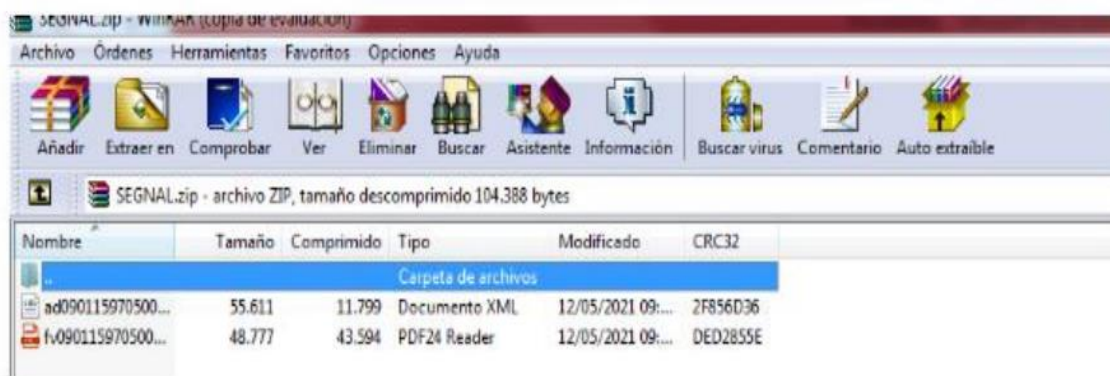 SEGNAL.zip - WinRAR (copia de evaluación)
Archivo Órdenes Herramientas Favoritos Opciones Ayuda
Añadir Extraer en Comprobar Ver Eliminar Buscar Asistente Información Buscar virus Comentario Auto extraíble
SEGNAL.zip - archivo ZIP, tamaño descomprimido 104.388 bytes
Nombre Tamaño Comprimido Tipo Modificado CRC32
.. Carpeta de archivos
ad090115970500... 55.611 11.799 Documento XML 12/05/2021 09:... 2F856D36
fv090115970500... 48.777 43.594 PDF24 Reader 12/05/2021 09:... DED2855E